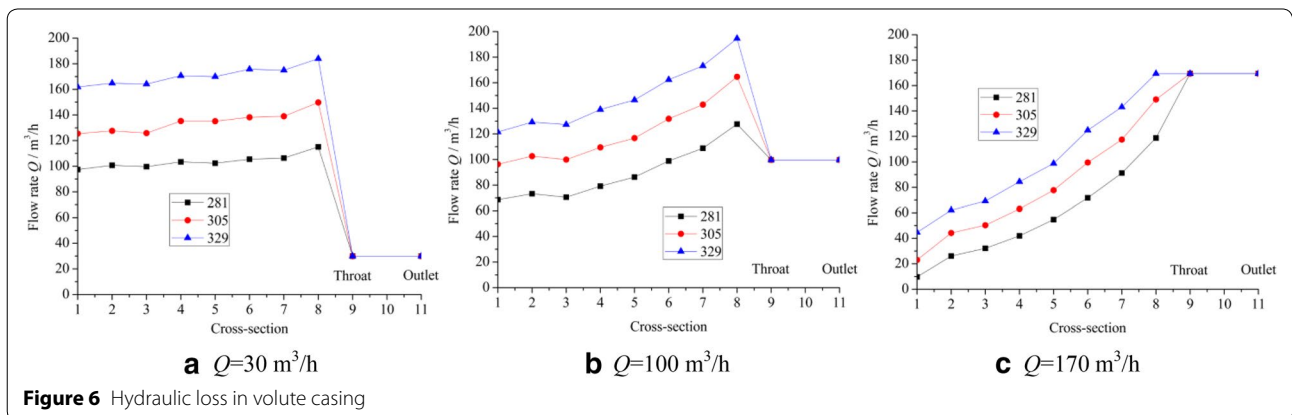 200
180
160
140
120
100
80
60
40
20
0
Flow rate Q / m³/h
281
305
329
Throat
Outlet
1 2 3 4 5 6 7 8 9 10 11
Cross-section
a Q=30 m³/h
200
180
160
140
120
100
80
60
40
20
0
Flow rate Q / m³/h
281
305
329
Throat
Outlet
1 2 3 4 5 6 7 8 9 10 11
Cross-section
b Q=100 m³/h
200
180
160
140
120
100
80
60
40
20
0
Flow rate Q / m³/h
281
305
329
Throat
Outlet
1 2 3 4 5 6 7 8 9 10 11
Cross-section
c Q=170 m³/h
Figure 6 Hydraulic loss in volute casing